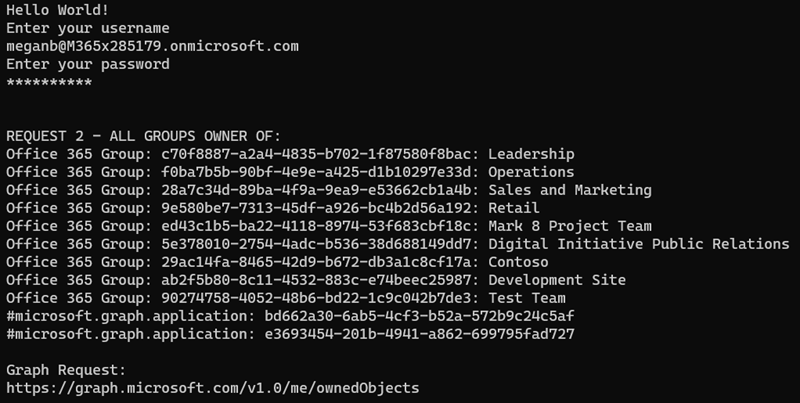 Hello World!
Enter your username
meganb@M365x285179.onmicrosoft.com
Enter your password
**********
REQUEST 2 - ALL GROUPS OWNER OF:
Office 365 Group: c70f8887-a2a4-4835-b702-1f87580f8bac: Leadership
Office 365 Group: f0ba7b5b-90bf-4e9e-a425-d1b10297e33d: Operations
Office 365 Group: 28a7c34d-89ba-4f9a-9ea9-e53662cb1a4b: Sales and Marketing
Office 365 Group: 9e580be7-7313-45df-a926-bc4b2d56a192: Retail
Office 365 Group: ed43c1b5-ba22-4118-8974-53f683cbf18c: Mark 8 Project Team
Office 365 Group: 5e378010-2754-4adc-b536-38d688149dd7: Digital Initiative Public Relations
Office 365 Group: 29ac14fa-8465-42d9-b672-db3a1c8cf17a: Contoso
Office 365 Group: ab2f5b80-8c11-4532-883c-e74beec25987: Development Site
Office 365 Group: 90274758-4052-48b6-bd22-1c9c042b7de3: Test Team
#microsoft.graph.application: bd662a30-6ab5-4cf3-b52a-572b9c24c5af
#microsoft.graph.application: e3693454-201b-4941-a862-699795fad727
Graph Request:
https://graph.microsoft.com/v1.0/me/ownedObjects